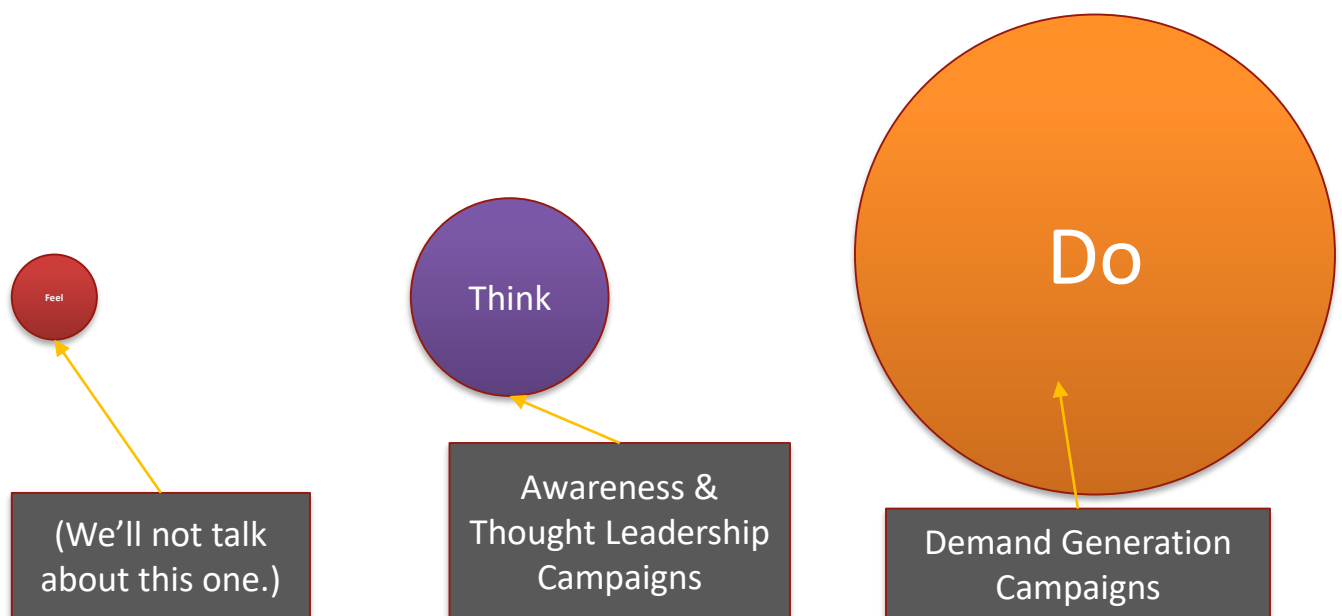 Feel
Think
Do
(We’ll not talk
about this one.)
Awareness &
Thought Leadership
Campaigns
Demand Generation
Campaigns